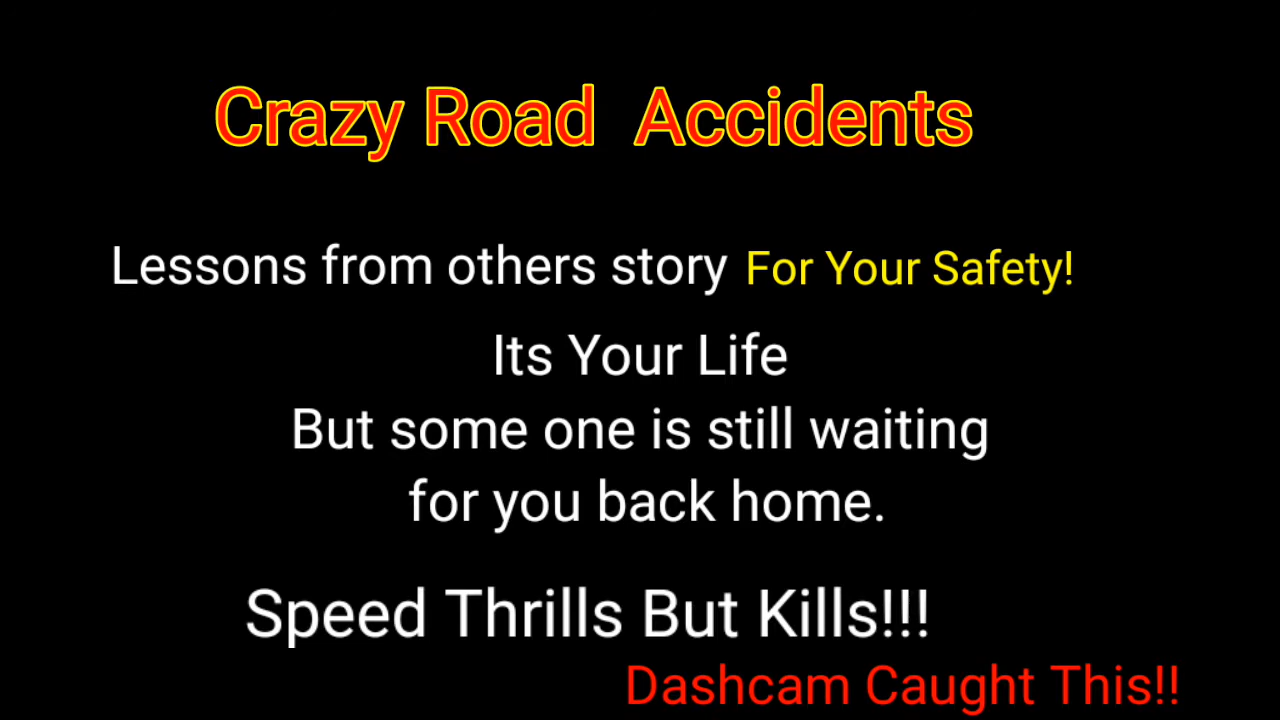 Crazy Road Accidents
Lessons from others story For Your Safety!
Its Your Life
But some one is still waiting
for you back home.
Speed Thrills But Kills!!!
Dashcam Caught This!!